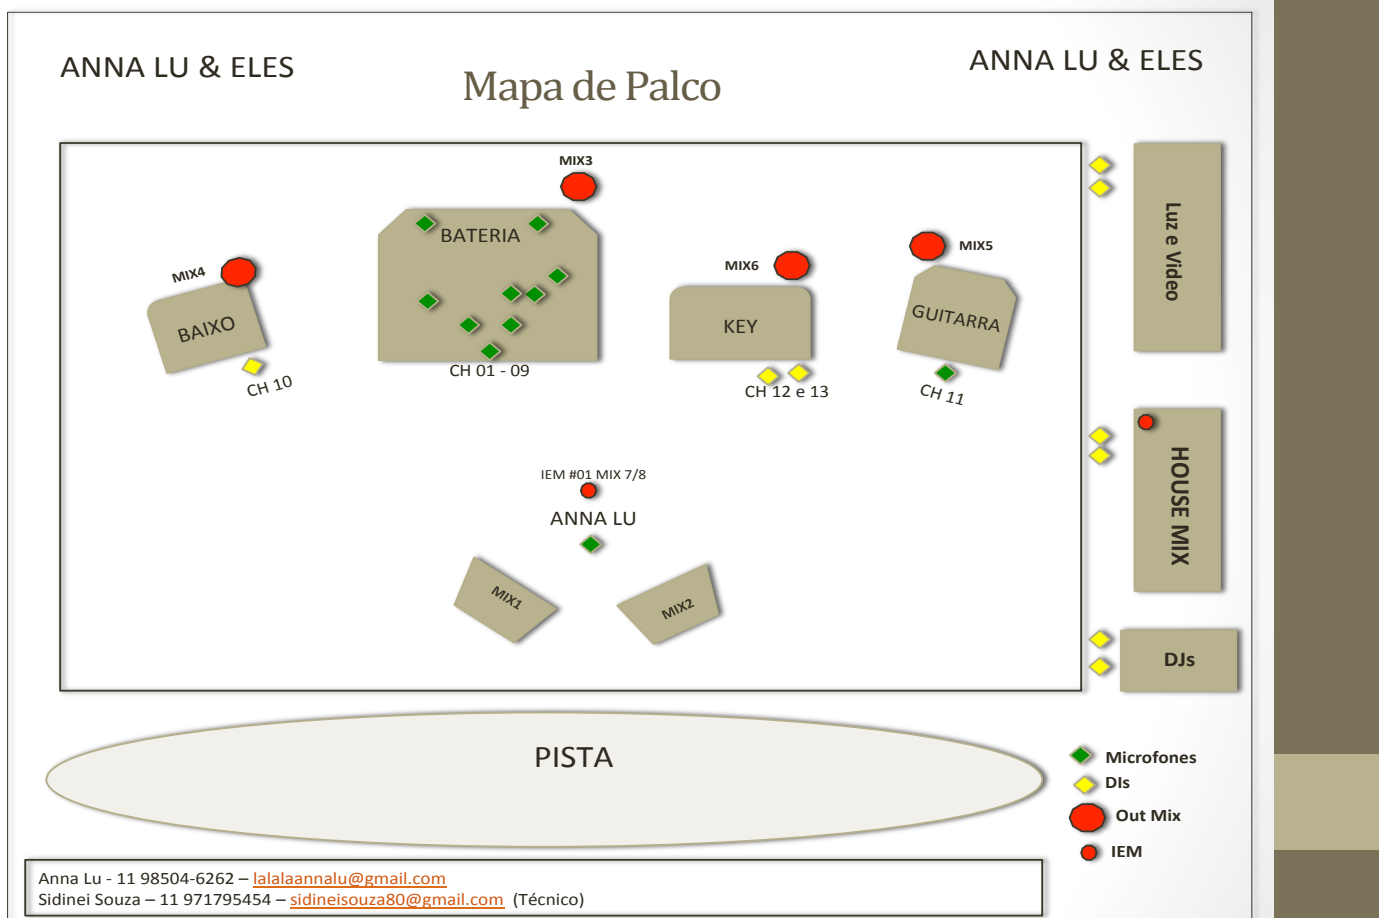 ANNA LU & ELES
ANNA LU & ELES
Mapa de Palco
MIX3
MIX4
BATERIA
MIX6
MIX5
BAIXO
KEY
GUITARRA
CH 10
CH 01 - 09
CH 12 e 13
CH 11
Luz e Video
IEM #01 MIX 7/8
ANNA LU
HOUSE MIX
MIX1
MIX2
DJs
PISTA
Microfones
DIs
Out Mix
IEM
Anna Lu - 11 98504-6262 – lalalaannalu@gmail.com
Sidinei Souza – 11 971795454 – sidineisouza80@gmail.com (Técnico)